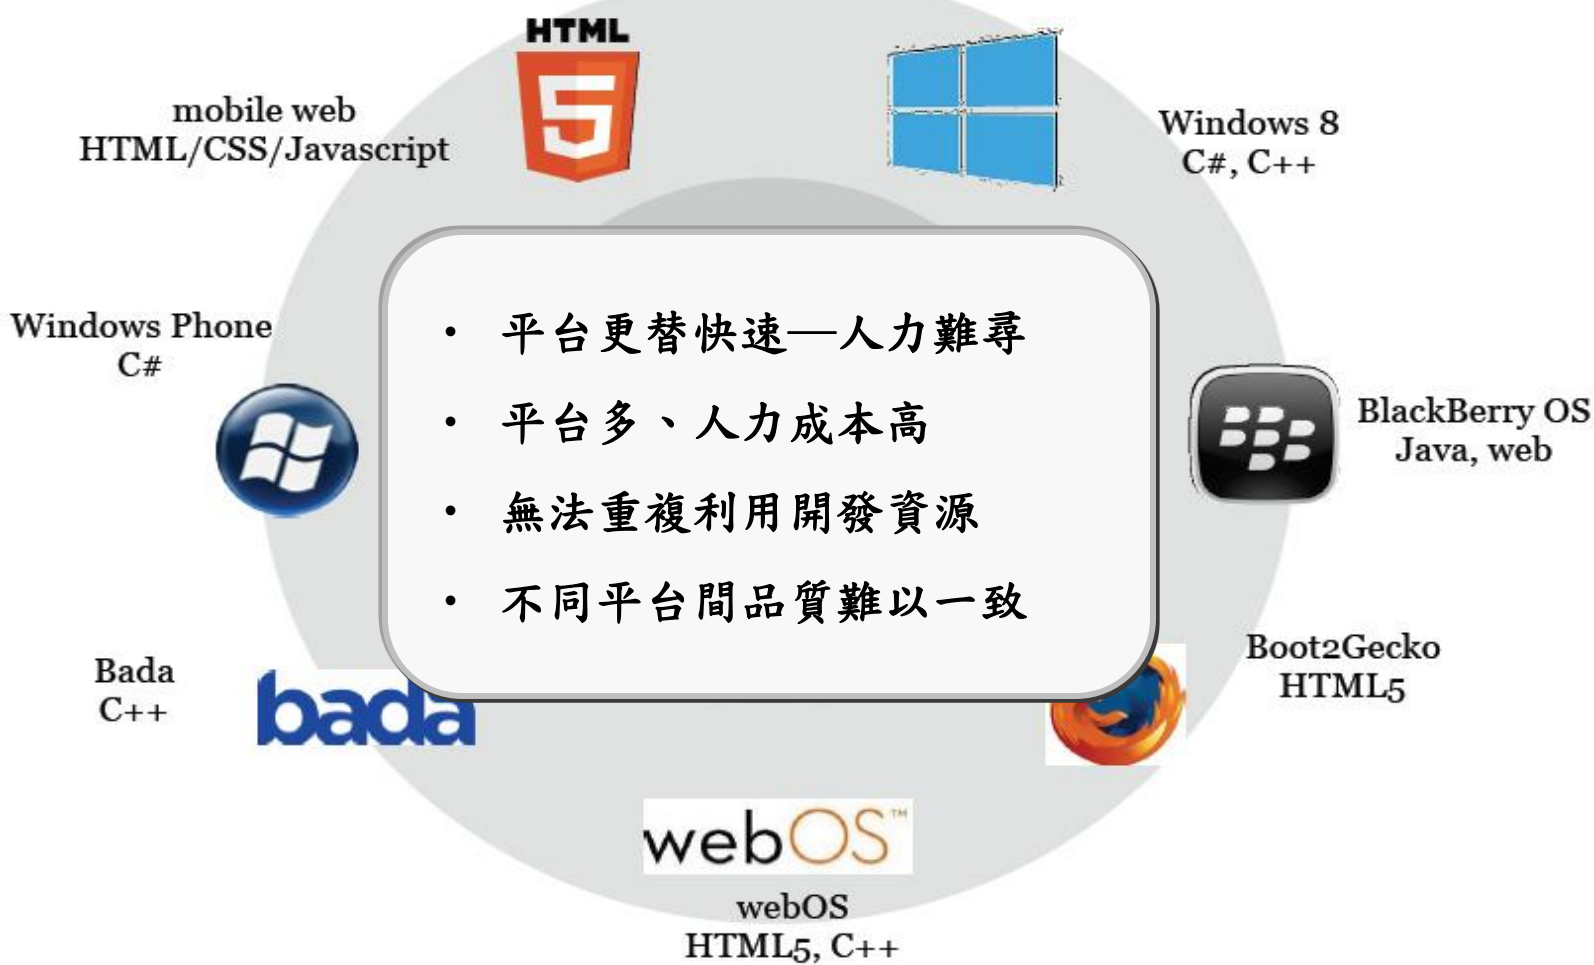 HTML
5
mobile web
HTML/CSS/Javascript
Windows 8
C#, C++
Windows Phone
C#
• 平台更替快速—人力難尋
• 平台多、人力成本高
• 無法重複利用開發資源
• 不同平台間品質難以一致
BlackBerry OS
Java, web
Bada
C++
bada
Boot2Gecko
HTML5
webOS™
webOS
HTML5, C++